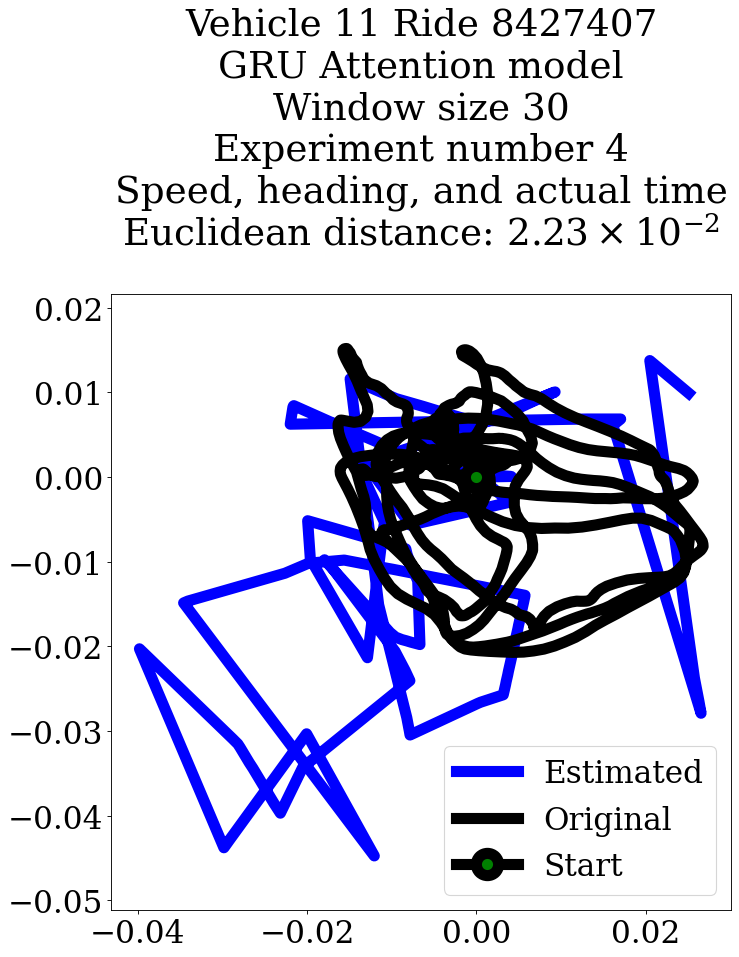 Vehicle 11 Ride 8427407
GRU Attention model
Window size 30
Experiment number 4
Speed, heading, and actual time
Euclidean distance: 2.23 × 10⁻²
0.02
0.01
0.00
−0.01
−0.02
−0.03
−0.04
−0.05
−0.04
−0.02
0.00
0.02
Estimated
Original
Start